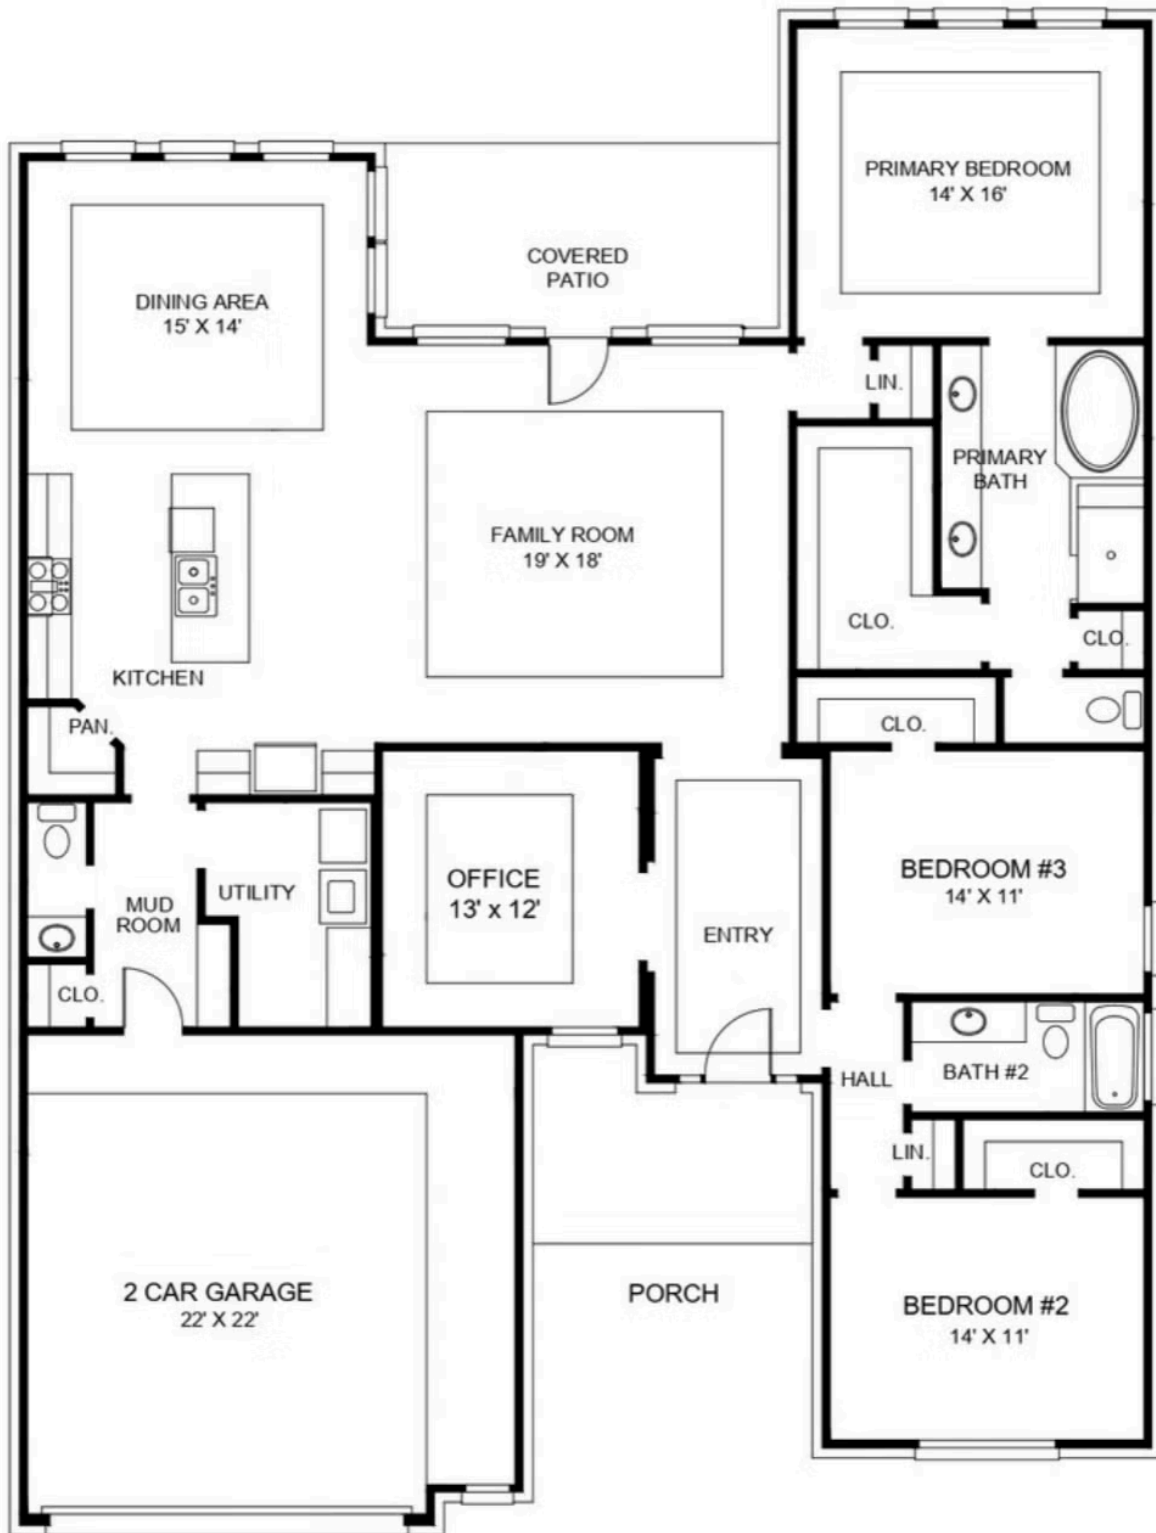 PRIMARY BEDROOM
14' X 16'
COVERED
PATIO
DINING AREA
15' X 14'
LIN.
PRIMARY
BATH
FAMILY ROOM
19' X 18'
CLO.
CLO.
KITCHEN
PAN.
CLO.
OFFICE
13' x 12'
BEDROOM #3
14' X 11'
UTILITY
MUD
ROOM
ENTRY
CLO.
HALL
BATH #2
LIN.
CLO.
2 CAR GARAGE
22' X 22'
PORCH
BEDROOM #2
14' X 11'